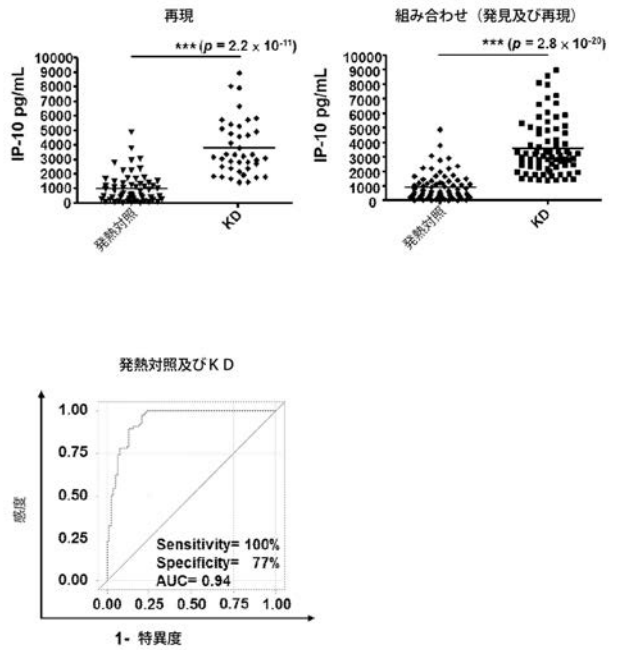 再現
*** (p = 2.2 x 10-11)
IP-10 pg/mL
10000
9000
8000
7000
6000
5000
4000
3000
2000
1000
0
発熱対照
KD
組み合わせ（発見及び再現）
*** (p = 2.8 x 10-20)
IP-10 pg/mL
10000
9000
8000
7000
6000
5000
4000
3000
2000
1000
0
発熱対照
KD
発熱対照及びＫＤ
感度
1.00
0.75
0.50
0.25
0.00
Sensitivity= 100%
Specificity= 77%
AUC= 0.94
0.00 0.25 0.50 0.75 1.00
1- 特異度